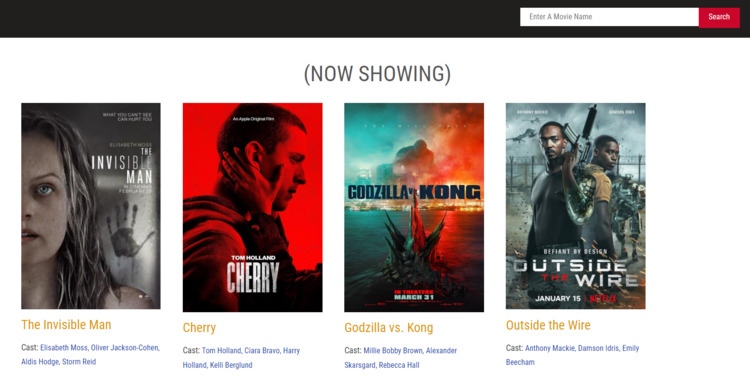 Enter A Movie Name
Search
(NOW SHOWING)
WHAT YOU CAN'T SEE
CAN HURT YOU
ELISABETH MOSS
THE
INVISIBLE
MAN
IN CINEMAS
FEBRUARY 28
An Apple Original Film
TOM HOLLAND
CHERRY
GODZILLA VS. KONG
IN THEATERS
MARCH 31
ANTHONY MACKIE
DAMSON IDRIS
DEFIANT BY DESIGN
OUTSIDE
THE WIRE
JANUARY 15 | NETFLIX
The Invisible Man
Cast: Elisabeth Moss, Oliver Jackson-Cohen,
Aldis Hodge, Storm Reid
Cherry
Cast: Tom Holland, Ciara Bravo, Harry
Holland, Kelli Berglund
Godzilla vs. Kong
Cast: Millie Bobby Brown, Alexander
Skarsgard, Rebecca Hall
Outside the Wire
Cast: Anthony Mackie, Damson Idris, Emily
Beecham